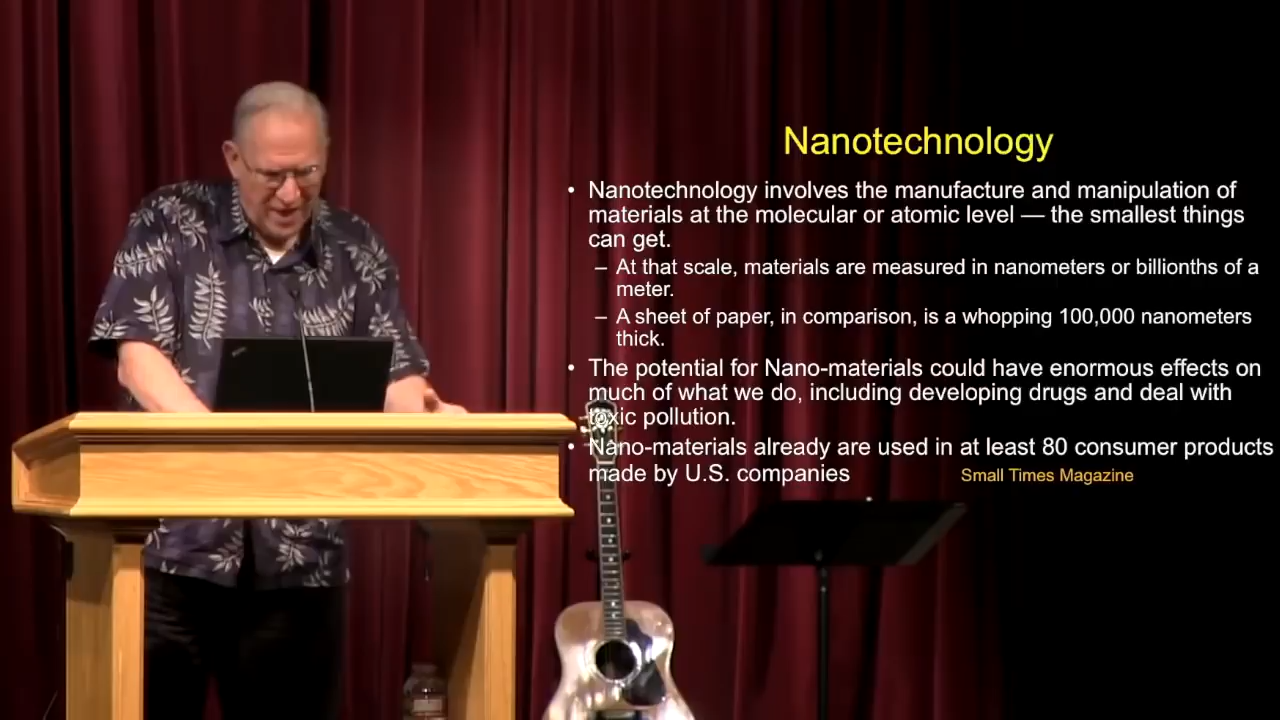 Nanotechnology
• Nanotechnology involves the manufacture and manipulation of
materials at the molecular or atomic level — the smallest things
can get.
– At that scale, materials are measured in nanometers or billionths of a
meter.
– A sheet of paper, in comparison, is a whopping 100,000 nanometers
thick.
• The potential for Nano-materials could have enormous effects on
much of what we do, including developing drugs and deal with
toxic pollution.
• Nano-materials already are used in at least 80 consumer products
made by U.S. companies
Small Times Magazine